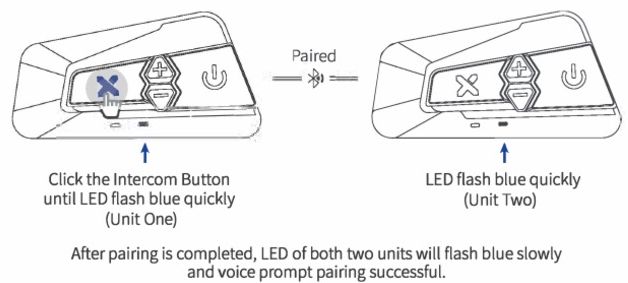 Paired
Click the Intercom Button
until LED flash blue quickly
(Unit One)
LED flash blue quickly
(Unit Two)
After pairing is completed, LED of both two units will flash blue slowly
and voice prompt pairing successful.